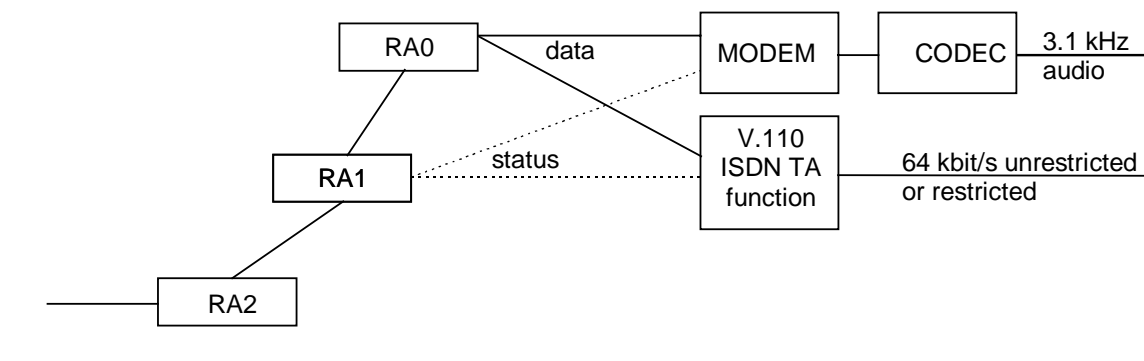 RA0
data
MODEM
CODEC
3.1 kHz
audio
RA1
status
V.110
ISDN TA
function
64 kbit/s unrestricted
or restricted
RA2